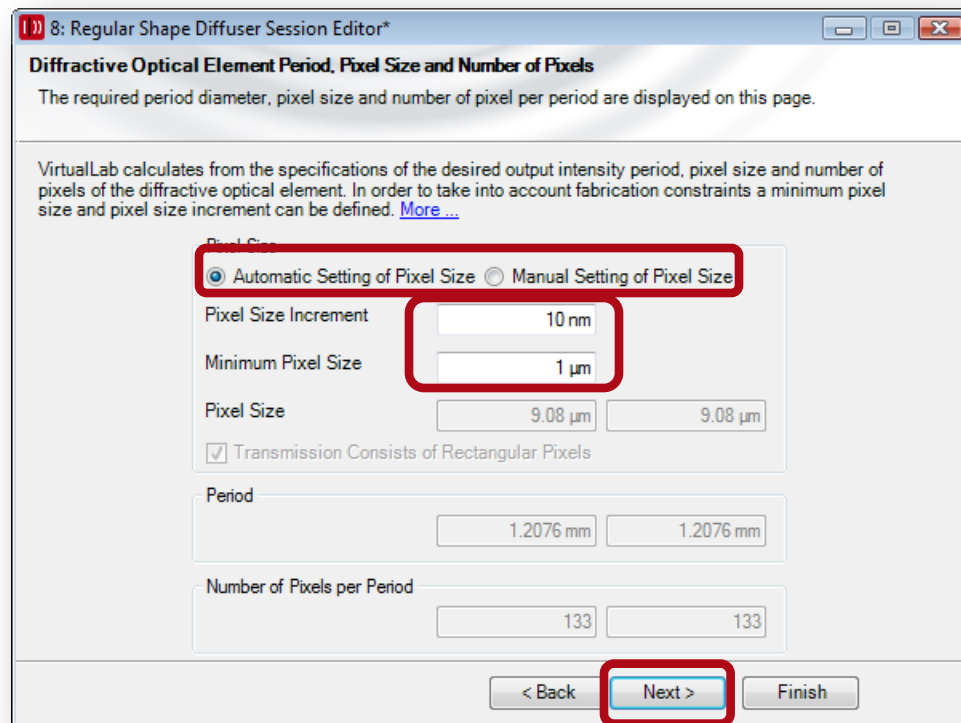 8: Regular Shape Diffuser Session Editor*
Diffractive Optical Element Period, Pixel Size and Number of Pixels
The required period diameter, pixel size and number of pixel per period are displayed on this page.
VirtualLab calculates from the specifications of the desired output intensity period, pixel size and number of
pixels of the diffractive optical element. In order to take into account fabrication constraints a minimum pixel
size and pixel size increment can be defined. More ...
Pixel Size
Automatic Setting of Pixel Size Manual Setting of Pixel Size
Pixel Size Increment 10 nm
Minimum Pixel Size 1 µm
Pixel Size 9.08 µm 9.08 µm
Transmission Consists of Rectangular Pixels
Period
1.2076 mm 1.2076 mm
Number of Pixels per Period
133 133
< Back Next > Finish